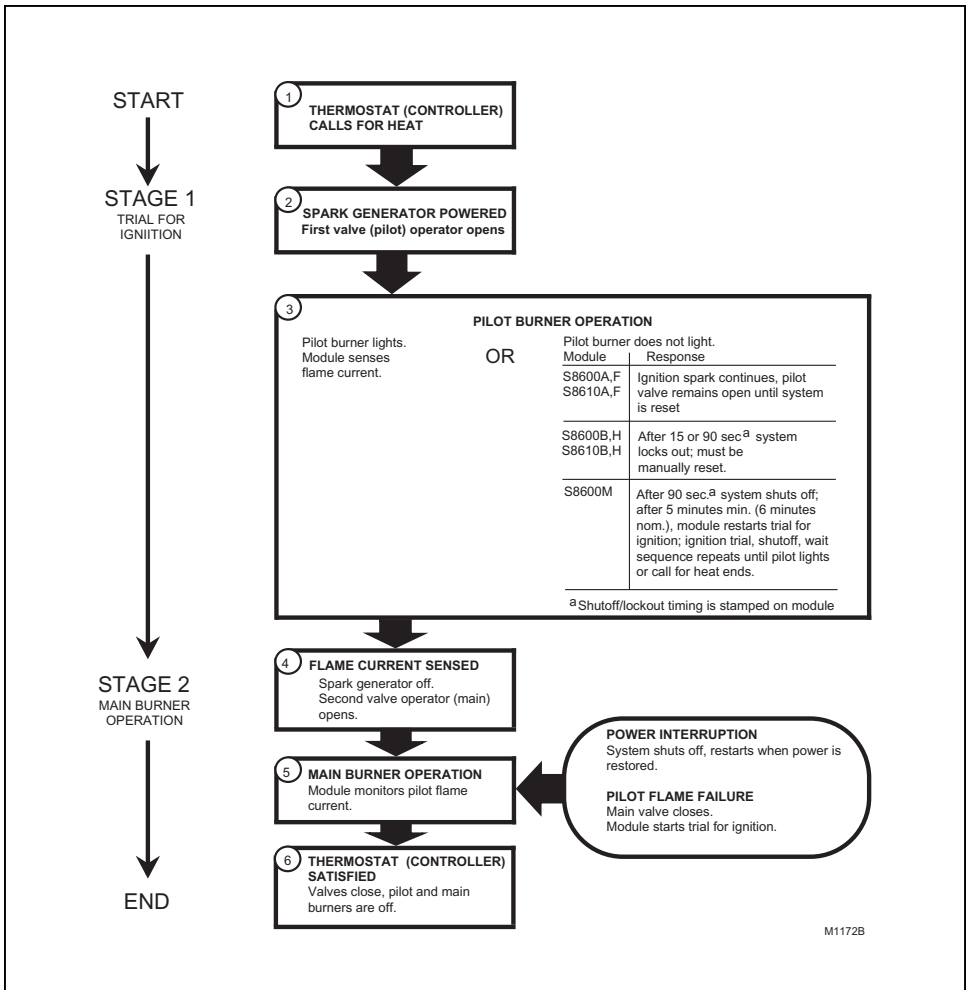 START
STAGE 1
TRIAL FOR
IGNIITION
STAGE 2
MAIN BURNER
OPERATION
END
1
THERMOSTAT (CONTROLLER)
CALLS FOR HEAT
2
SPARK GENERATOR POWERED
First valve (pilot) operator opens
3
PILOT BURNER OPERATION
Pilot burner lights.
Module senses
flame current.
OR
Pilot burner does not light.
Module Response
S8600A,F Ignition spark continues, pilot
S8610A,F valve remains open until system
is reset
S8600B,H After 15 or 90 sec a system
S8610B,H locks out; must be
manually reset.
S8600M After 90 sec.a system shuts off;
after 5 minutes min. (6 minutes
nom.), module restarts trial for
ignition; ignition trial, shutoff, wait
sequence repeats until pilot lights
or call for heat ends.
a Shutoff/lockout timing is stamped on module
4
FLAME CURRENT SENSED
Spark generator off.
Second valve operator (main)
opens.
5
MAIN BURNER OPERATION
Module monitors pilot flame
current.
POWER INTERRUPTION
System shuts off, restarts when power is
restored.
PILOT FLAME FAILURE
Main valve closes.
Module starts trial for ignition.
6
THERMOSTAT (CONTROLLER)
SATISFIED
Valves close, pilot and main
burners are off.
M1172B